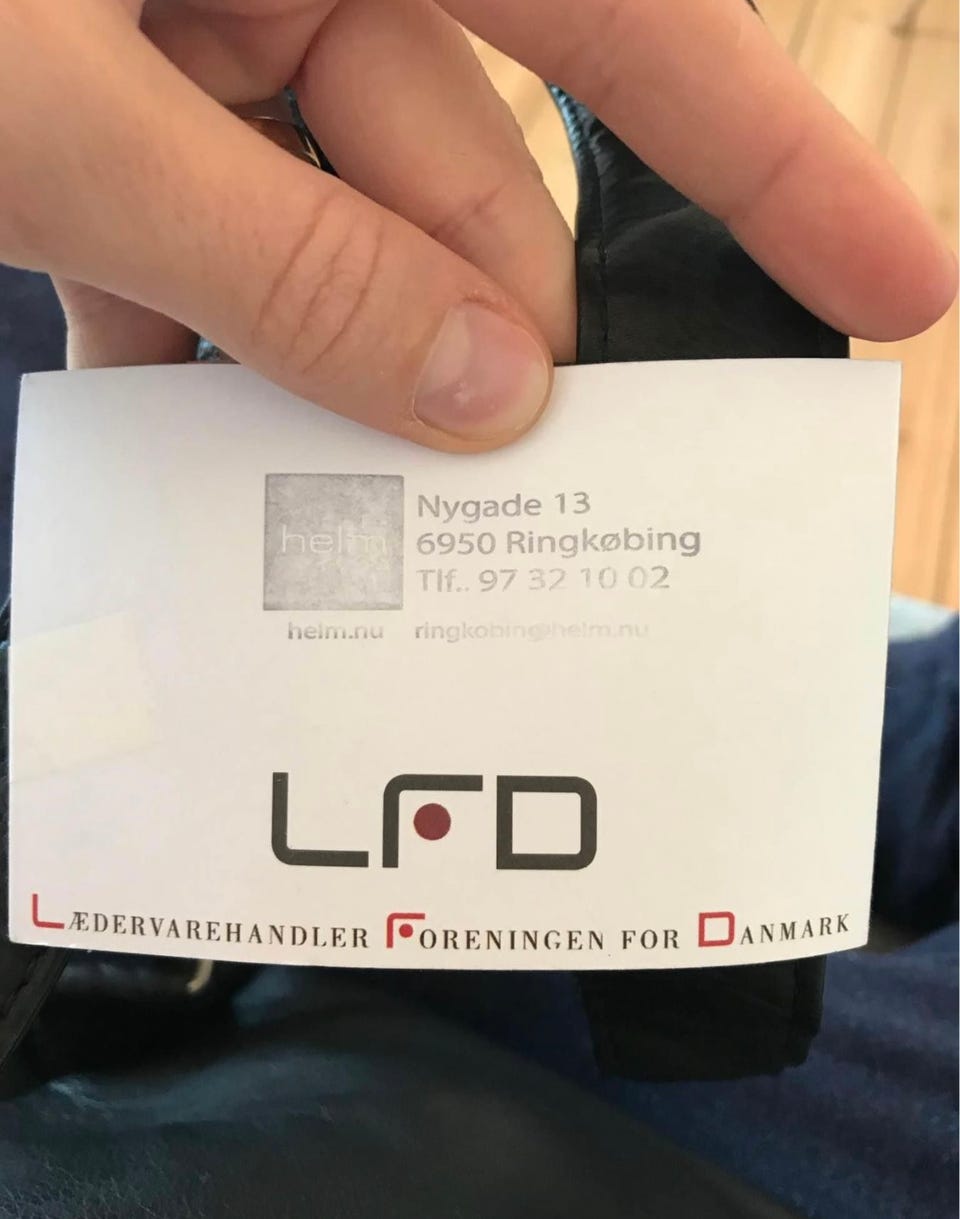 helm
Nygade 13
6950 Ringkøbing
Tlf.. 97 32 10 02
helm.nu ringkobing@helm.nu
LFD
LÆDERVAREHANDLER FORENINGEN FOR DANMARK